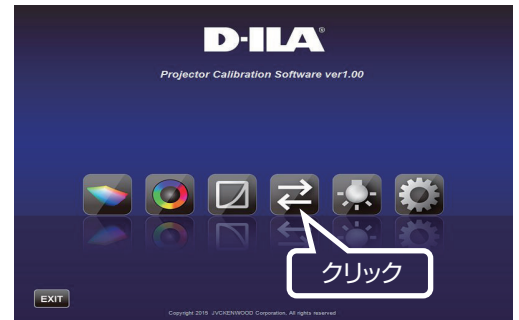 D-ILA®
Projector Calibration Software ver1.00
クリック
EXIT
Copyright 2015 JVCKENWOOD Corporation. All rights reserved